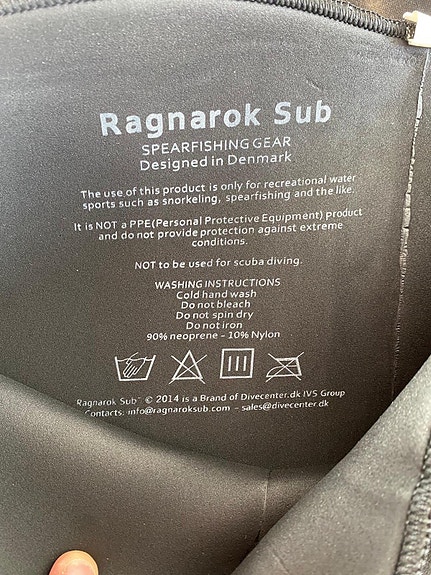 Ragnarok Sub
SPEARFISHING GEAR
Designed in Denmark
The use of this product is only for recreational water
sports such as snorkeling, spearfishing and the like.
It is NOT a PPE(Personal Protective Equipment) product
and do not provide protection against extreme
conditions.
NOT to be used for scuba diving.
WASHING INSTRUCTIONS
Cold hand wash
Do not bleach
Do not spin dry
Do not iron
90% neoprene - 10% Nylon
Ragnarok Sub™ © 2014 is a Brand of Divecenter.dk IVS Group
Contacts: info@ragnaroksub.com - sales@divecenter.dk